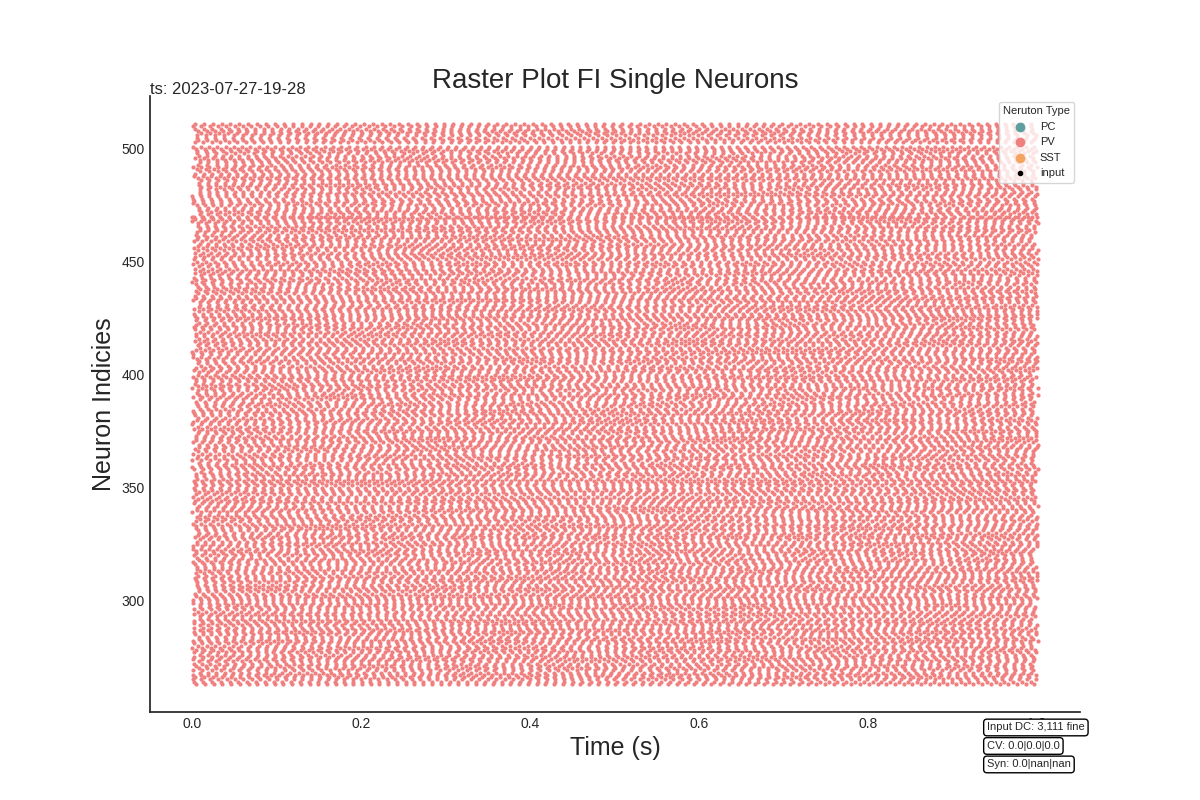 Raster Plot FI Single Neurons
ts: 2023-07-27-19-28
Neruton Type
PC
PV
SST
input
500
450
400
350
300
Neuron Indicies
0.0
0.2
0.4
0.6
0.8
Time (s)
Input DC: 3,111 fine
CV: 0.0|0.0|0.0
Syn: 0.0|nan|nan